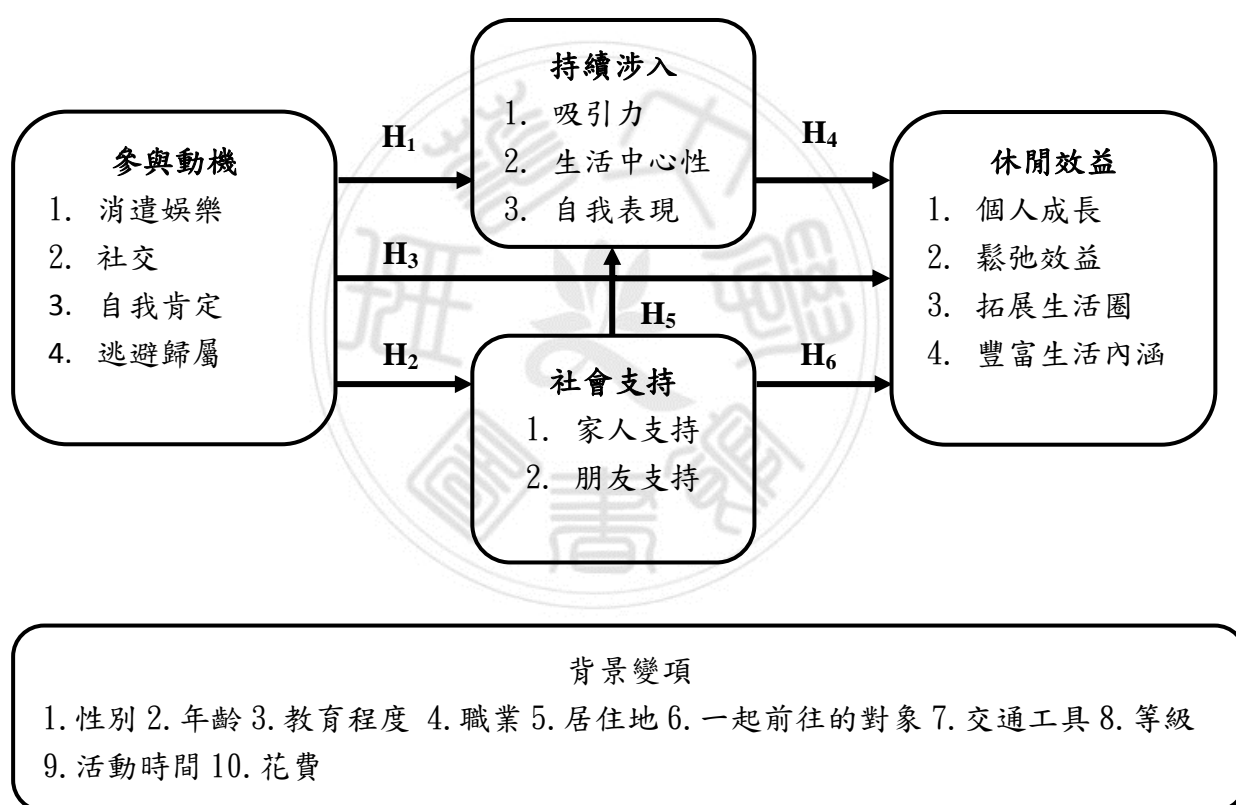 參與動機
1. 消遣娛樂
2. 社交
3. 自我肯定
4. 逃避歸屬
H1
持續涉入
1. 吸引力
2. 生活中心性
3. 自我表現
H4
H3
H5
H2
社會支持
1. 家人支持
2. 朋友支持
H6
休閒效益
1. 個人成長
2. 鬆弛效益
3. 拓展生活圈
4. 豐富生活內涵
背景變項
1.性別 2.年齡 3.教育程度 4.職業 5.居住地 6.一起前往的對象 7.交通工具 8.等級
9.活動時間 10.花費